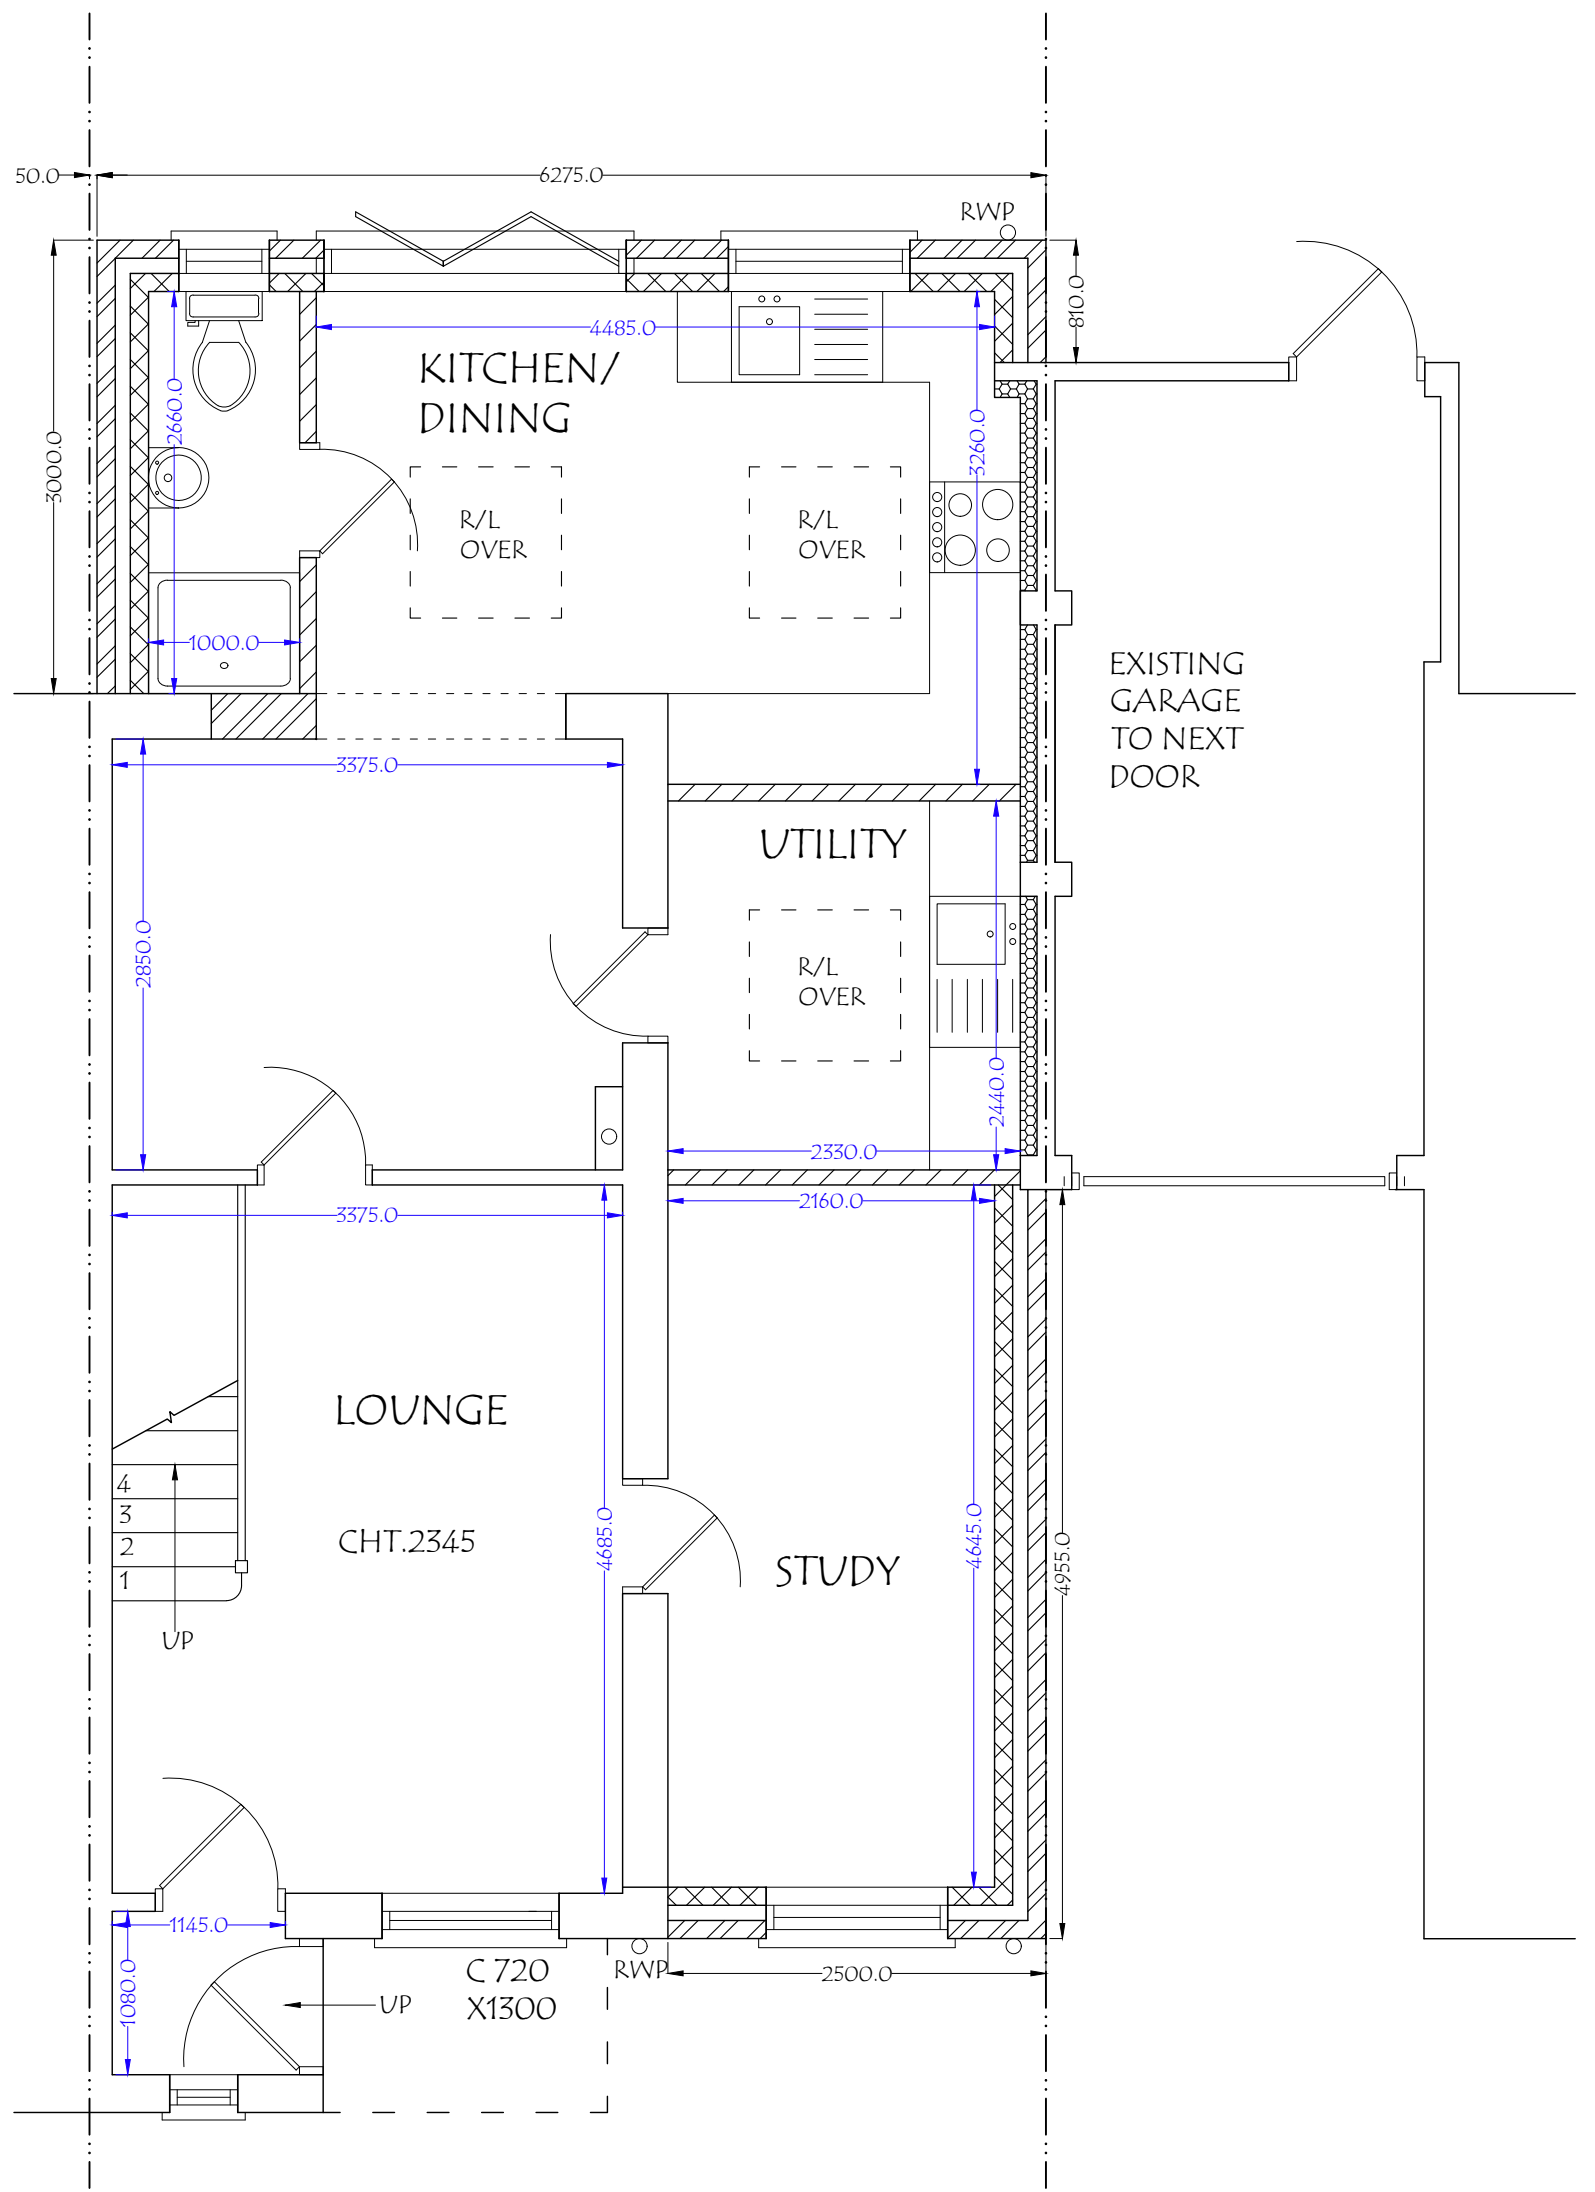 50.0
6275.0
RWP
810.0
3000.0
4485.0
KITCHEN/
DINING
2660.0
3260.0
R/L
OVER
R/L
OVER
1000.0
EXISTING
GARAGE
TO NEXT
DOOR
3375.0
UTILITY
2850.0
R/L
OVER
2440.0
2330.0
2160.0
3375.0
LOUNGE
4
3
2
1
CHT.2345
4685.0
STUDY
4645.0
4955.0
UP
1145.0
1080.0
UP
C 720
X1300
RWP
2500.0